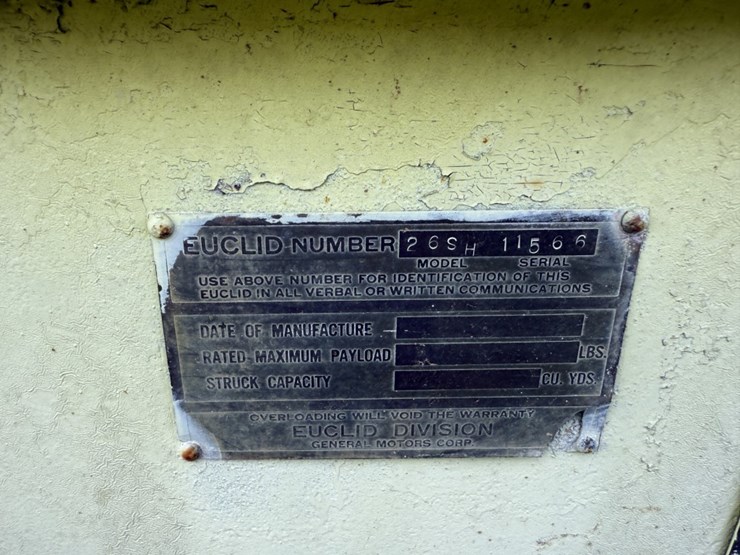 EUCLID NUMBER 26SH 11566
MODEL SERIAL
USE ABOVE NUMBER FOR IDENTIFICATION OF THIS
EUCLID IN ALL VERBAL OR WRITTEN COMMUNICATIONS
DATE OF MANUFACTURE
RATED MAXIMUM PAYLOAD LBS.
STRUCK CAPACITY CU. YDS.
OVERLOADING WILL VOID THE WARRANTY
EUCLID DIVISION
GENERAL MOTORS CORP.